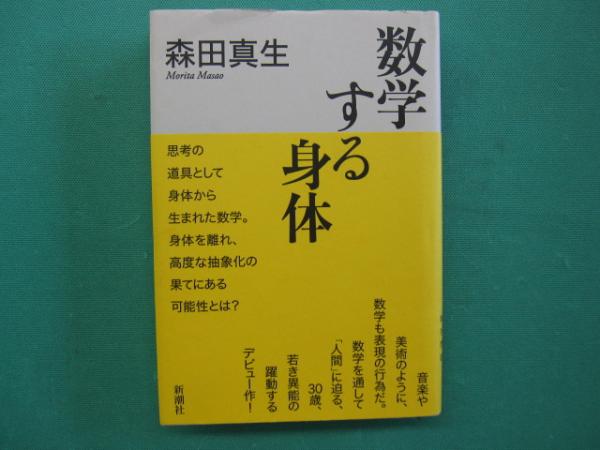 数学
する
身体
森田真生
Morita Masao
思考の
道具として
身体から
生まれた数学。
身体を離れ、
高度な抽象化の
果てにある
可能性とは?
音楽や
美術のように、
数学も表現の行為だ。
数学を通して
「人間」に迫る、
30歳、
若き異能の
躍動する
デビュー作!
新潮社